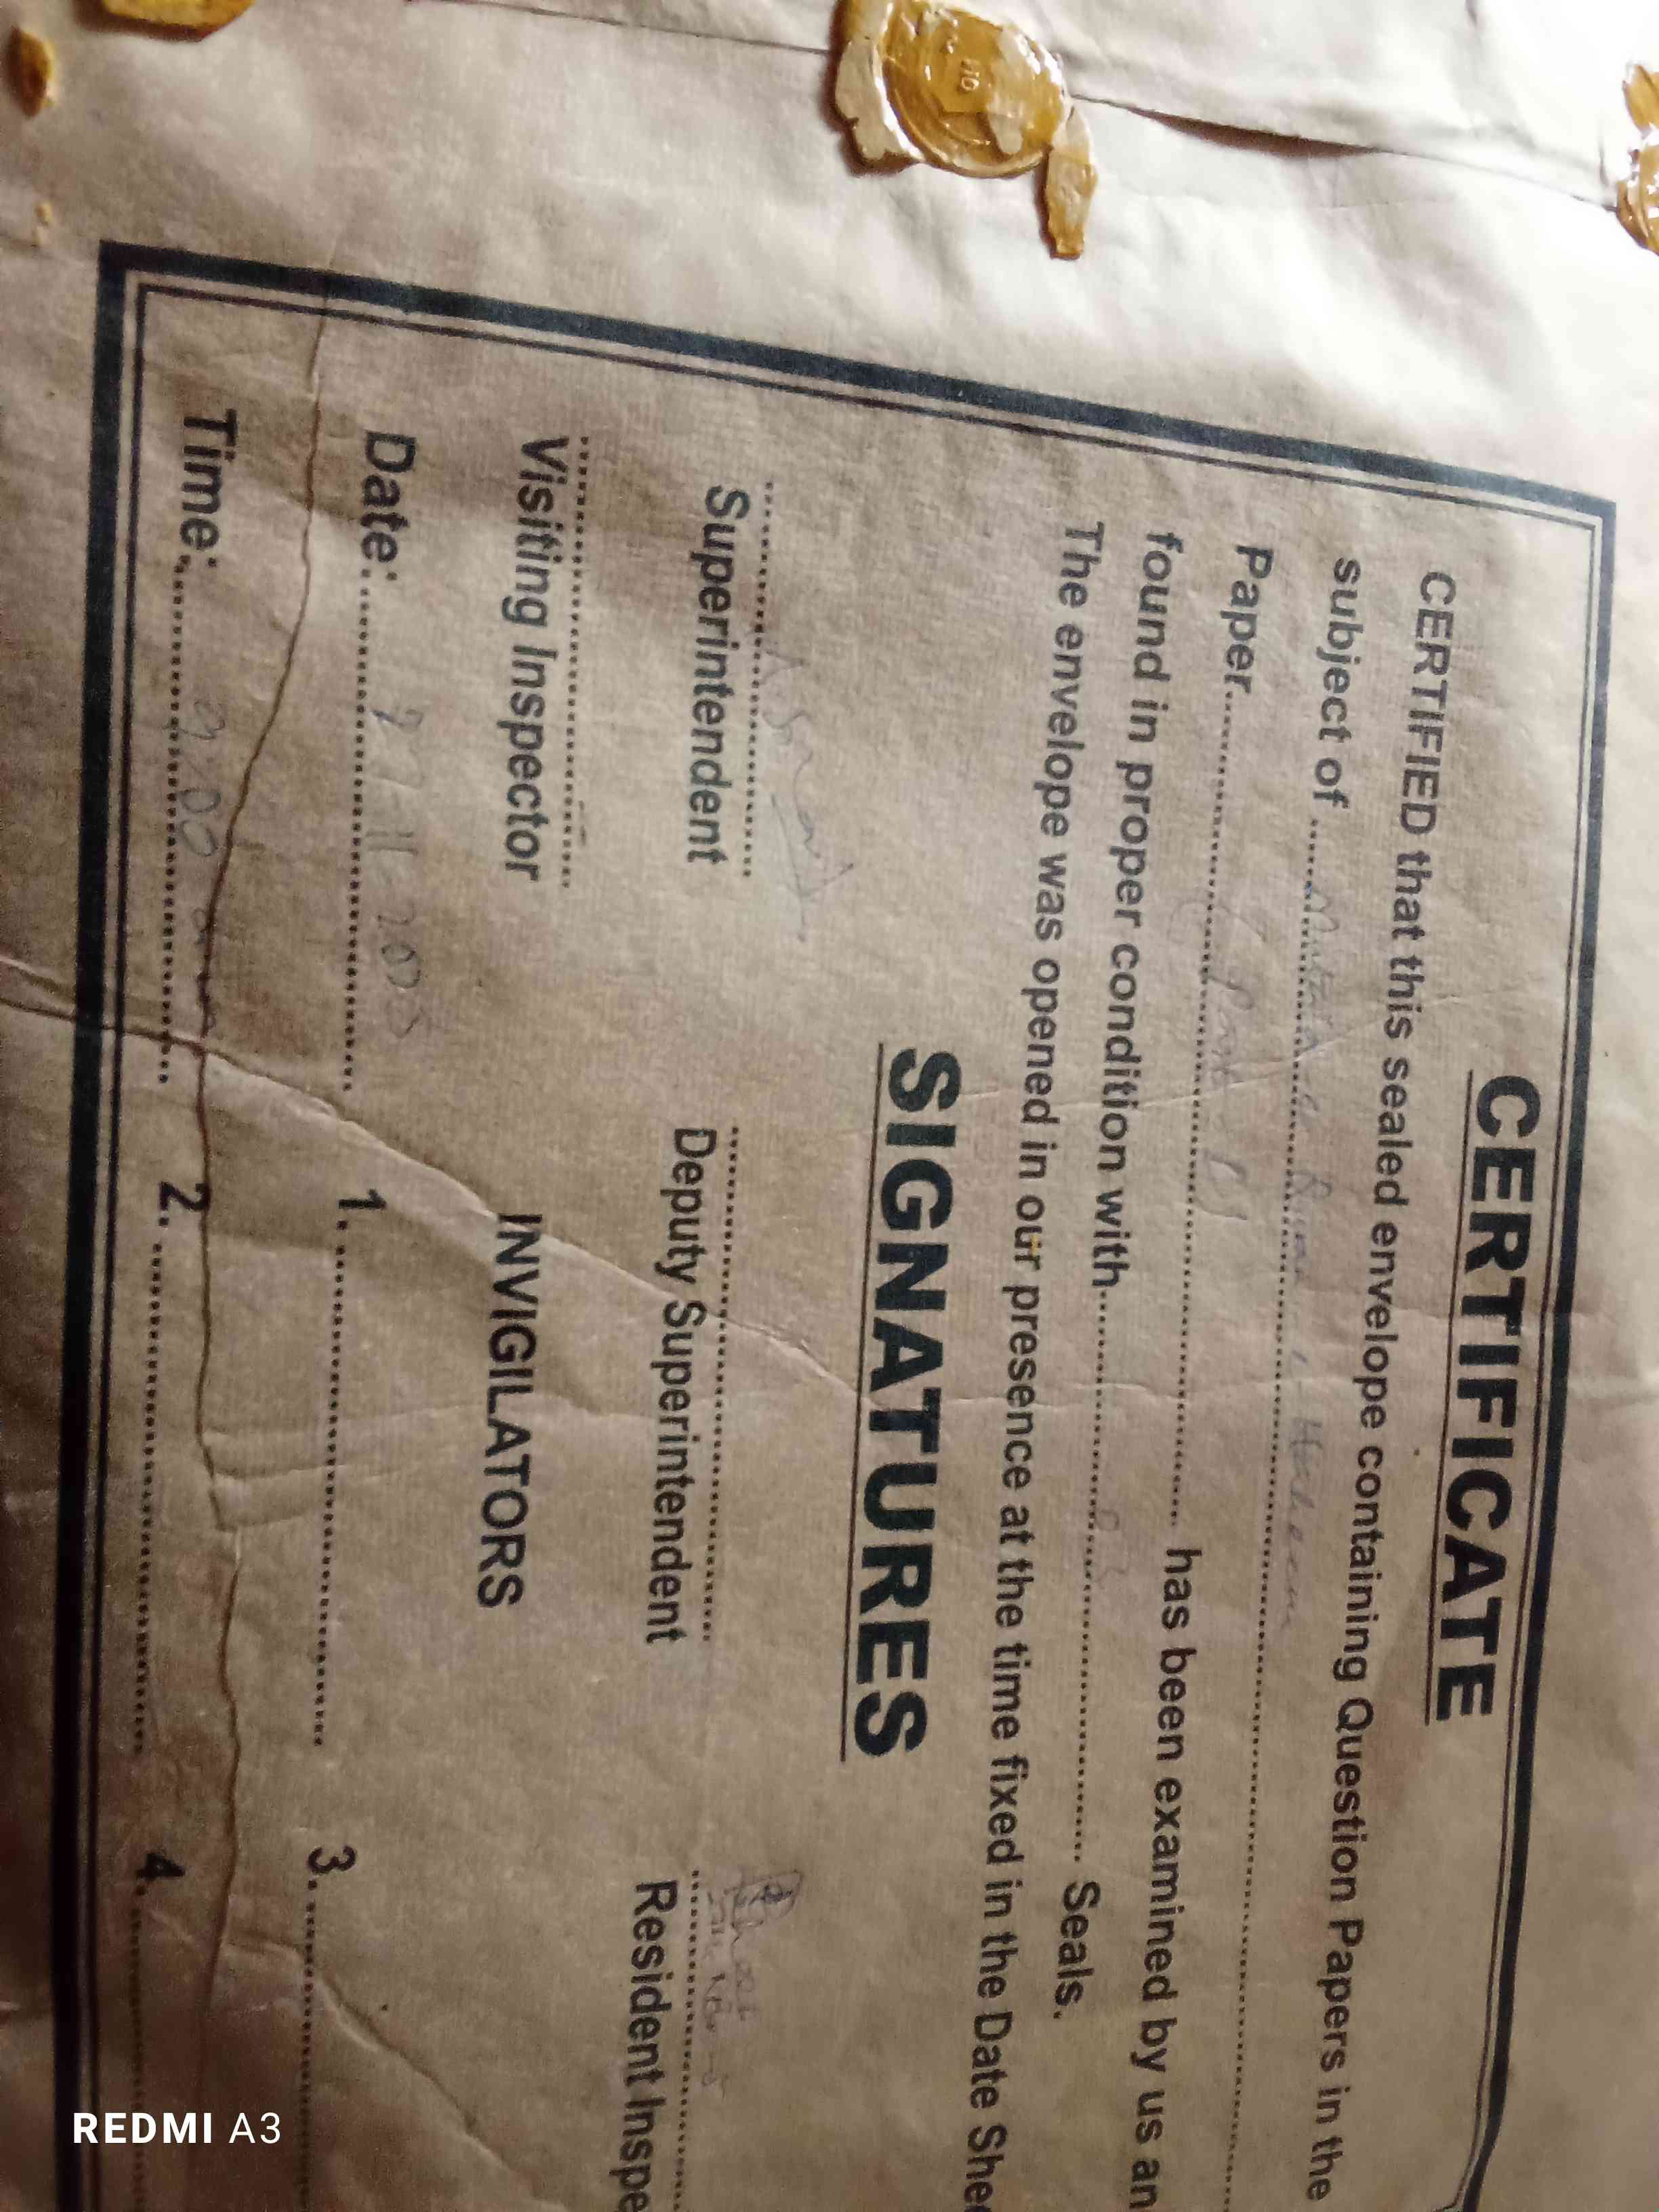 CERTIFICATE
CERTIFIED that this sealed envelope containing Question Papers in the
subject of ..........
Paper.......... has been examined by us an
found in proper condition with.......... Seals.
The envelope was opened in our presence at the time fixed in the Date Shee
SIGNATURES
Superintendent Deputy Superintendent Resident Inspe
Visiting Inspector INVIGILATORS
Date: 1. 3.
Time: 9:00 2. 4.
REDMI A3